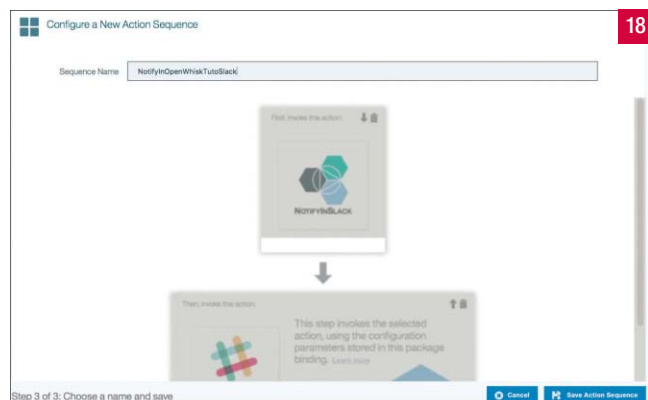 Configure a New Action Sequence
18
Sequence Name
NotifyInOpenWhiskTutoSlack
First, invoke this action:
NOTIFYINSLACK
Then, invoke this action:
This step invokes the selected
action, using the configuration
parameters stored in this package
binding. Learn more
Step 3 of 3: Choose a name and save
Cancel
Save Action Sequence